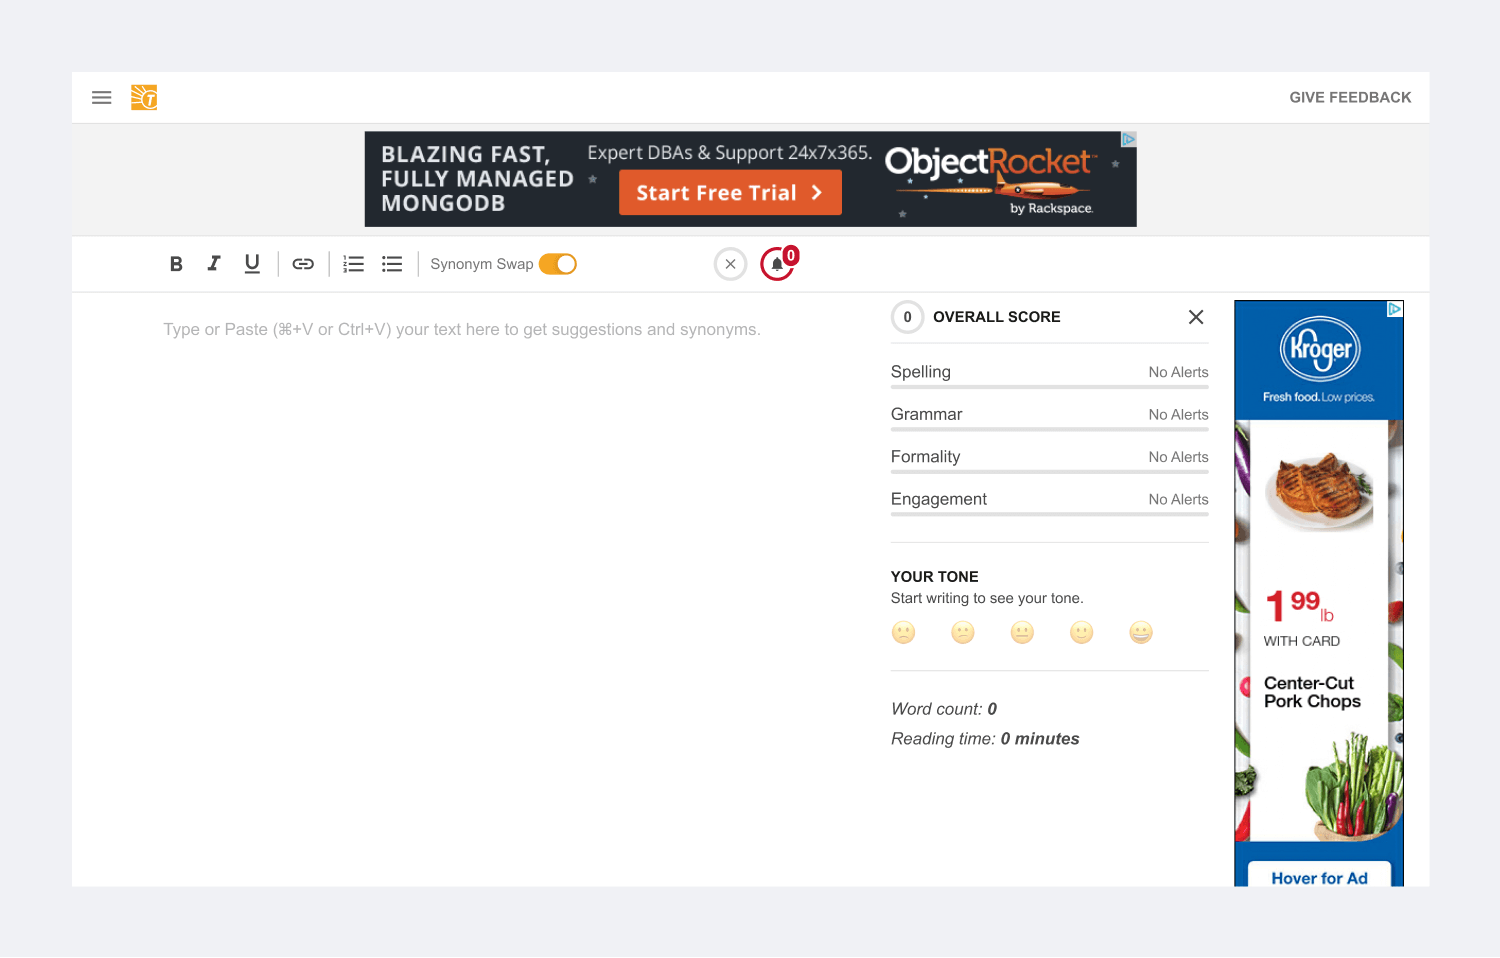 T
GIVE FEEDBACK
BLAZING FAST,
FULLY MANAGED
MONGODB
Expert DBAs & Support 24x7x365.
Start Free Trial
ObjectRocket™
by Rackspace.
B I U
1
2
3
Synonym Swap
0
Type or Paste (⌘+V or Ctrl+V) your text here to get suggestions and synonyms.
0 OVERALL SCORE
Spelling No Alerts
Grammar No Alerts
Formality No Alerts
Engagement No Alerts
YOUR TONE
Start writing to see your tone.
Word count: 0
Reading time: 0 minutes
Kroger
Fresh food. Low prices.
1 99 lb
WITH CARD
Center-Cut
Pork Chops
Hover for Ad